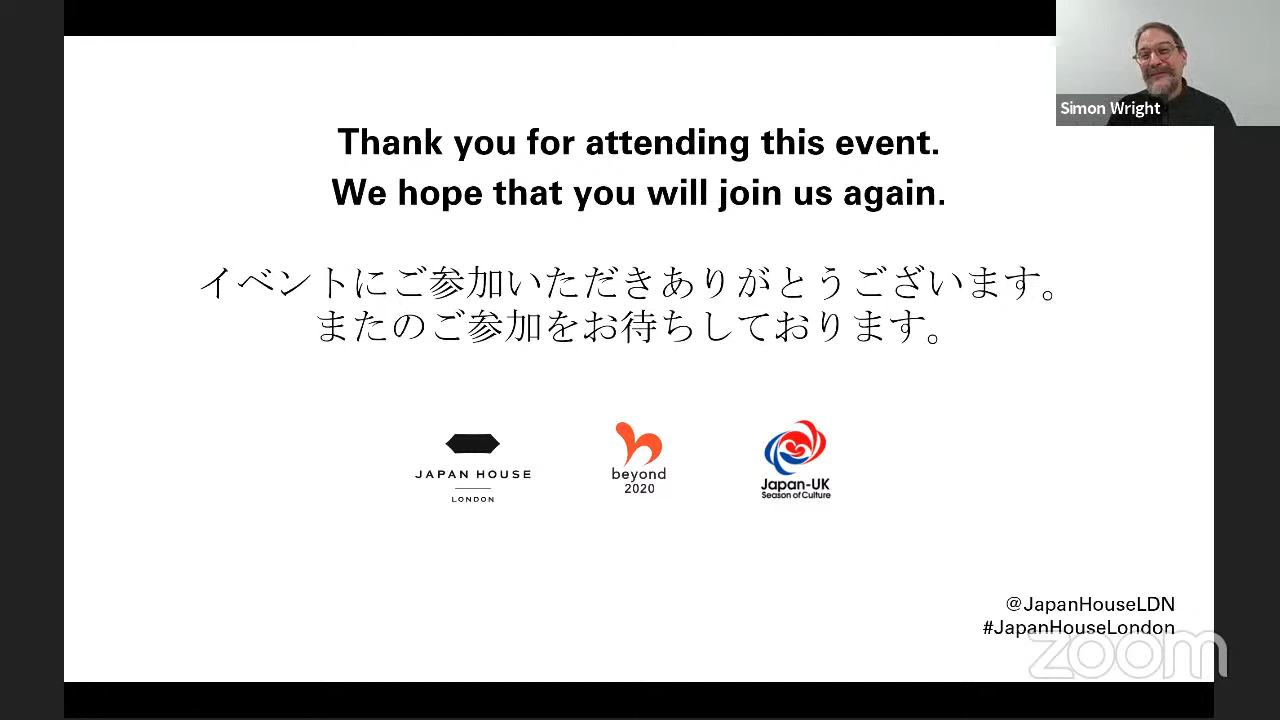 Simon Wright
Thank you for attending this event.
We hope that you will join us again.
イベントにご参加いただきありがとうございます。
またのご参加をお待ちしております。
JAPAN HOUSE
LONDON
beyond
2020
Japan-UK
Season of Culture
@JapanHouseLDN
#JapanHouseLondon
zoom